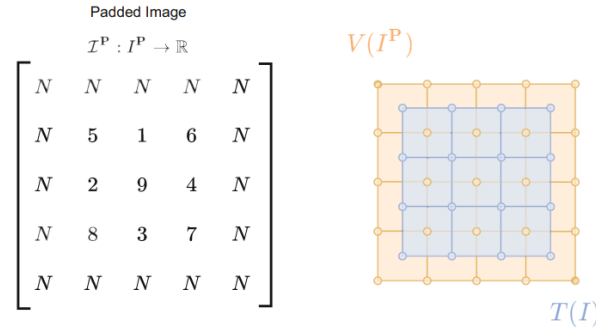 Padded Image
𝓘ᴾ : Iᴾ → ℝ
N N N N N
N 5 1 6 N
N 2 9 4 N
N 8 3 7 N
N N N N N
V(Iᴾ)
T(I)